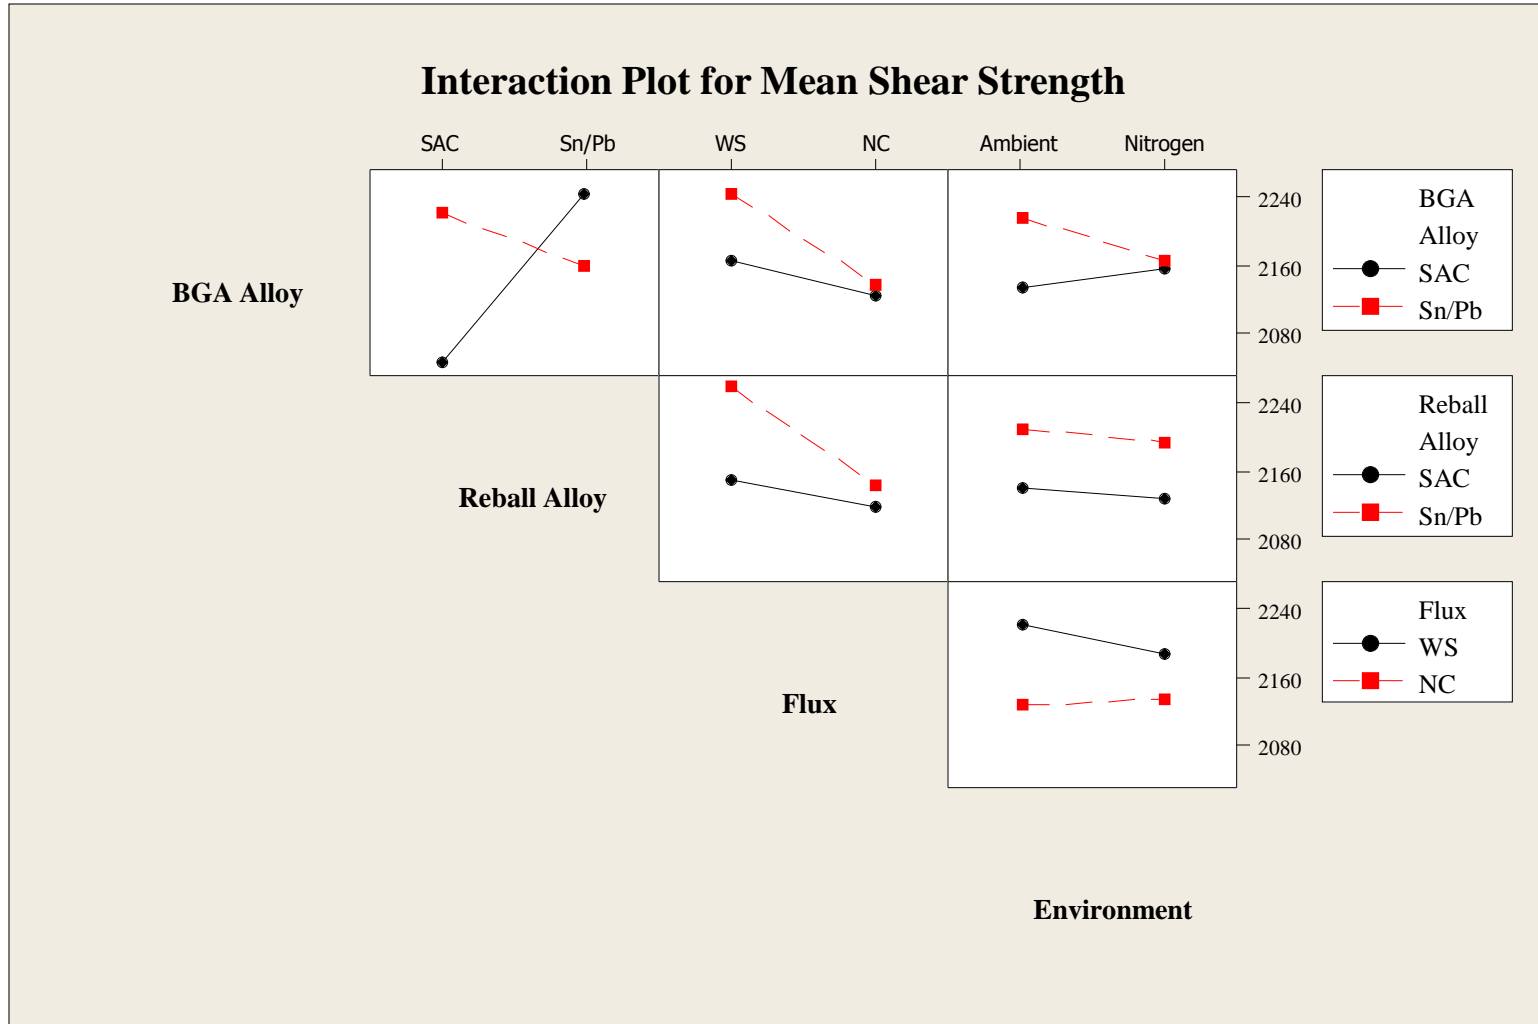 Interaction Plot for Mean Shear Strength
SAC Sn/Pb WS NC Ambient Nitrogen
BGA Alloy
2240
2160
2080
BGA
Alloy
SAC
Sn/Pb
Reball Alloy
2240
2160
2080
Reball
Alloy
SAC
Sn/Pb
Flux
2240
2160
2080
Flux
WS
NC
Environment